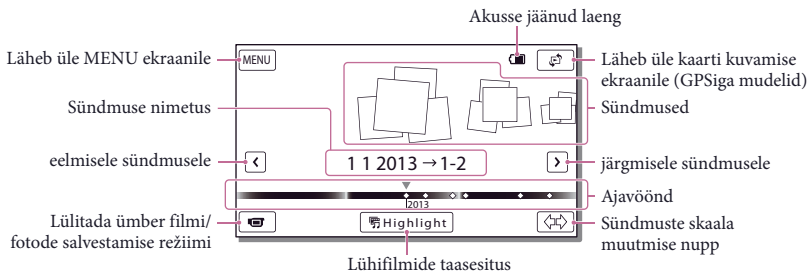 Akusse jäänud laeng
Läheb üle MENU ekraanile
MENU
Läheb üle kaarti kuvamise
ekraanile (GPSiga mudelid)
Sündmuse nimetus
Sündmused
eelmisele sündmusele
1 1 2013 →1-2
järgmisele sündmusele
Ajavöönd
2013
Lülitada ümber filmi/
fotode salvestamise režiimi
Highlight
Sündmuste skaala
muutmise nupp
Lühifilmide taasesitus